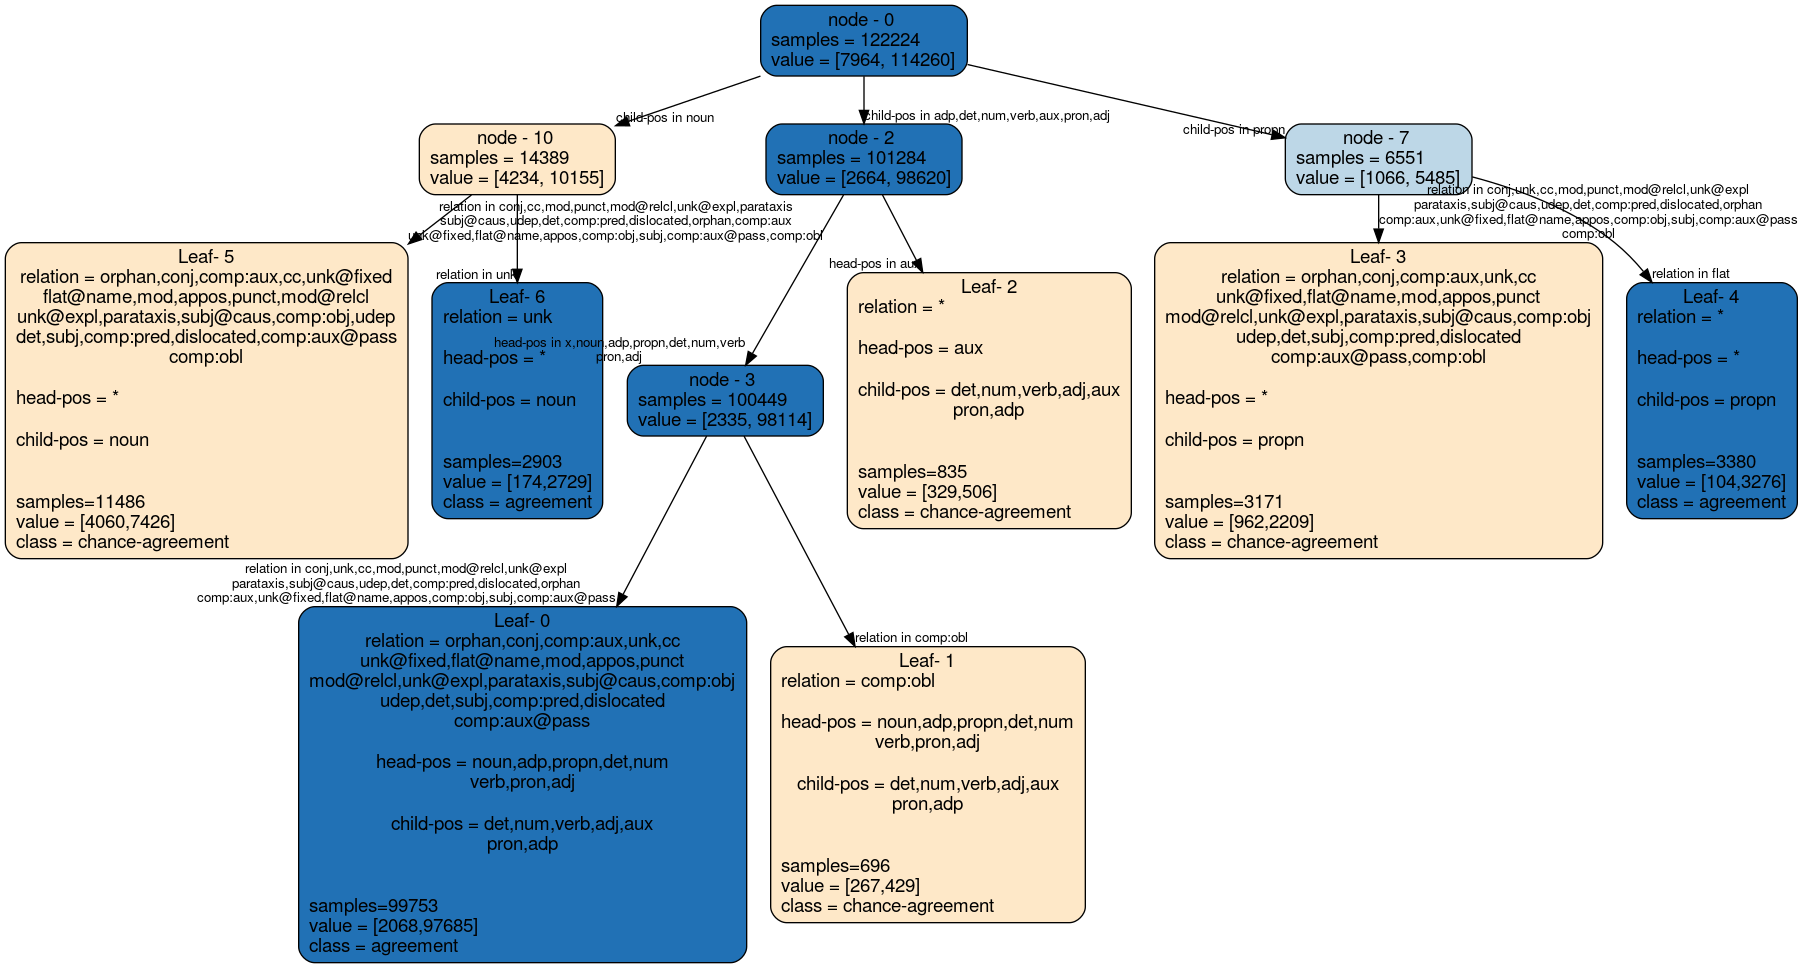 node - 0
samples = 122224
value = [7964, 114260]
child-pos in noun
child-pos in adp,det,num,verb,aux,pron,adj
child-pos in propn
node - 10
samples = 14389
value = [4234, 10155]
node - 2
samples = 101284
value = [2664, 98620]
node - 7
samples = 6551
value = [1066, 5485]
relation in conj,cc,mod,punct,mod@relcl,unk@expl,parataxis
subj@caus,udep,det,comp:pred,dislocated,orphan,comp:aux
unk@fixed,flat@name,appos,comp:obj,subj,comp:aux@pass,comp:obl
relation in unk
head-pos in x,noun,adp,propn,det,num,verb
pron,adj
head-pos in aux
relation in conj,unk,cc,mod,punct,mod@relcl,unk@expl
parataxis,subj@caus,udep,det,comp:pred,dislocated,orphan
comp:aux,unk@fixed,flat@name,appos,comp:obj,subj,comp:aux@pass
comp:obl
relation in flat
Leaf- 5
relation = orphan,conj,comp:aux,cc,unk@fixed
flat@name,mod,appos,punct,mod@relcl
unk@expl,parataxis,subj@caus,comp:obj,udep
det,subj,comp:pred,dislocated,comp:aux@pass
comp:obl
head-pos = *
child-pos = noun
samples=11486
value = [4060,7426]
class = chance-agreement
Leaf- 6
relation = unk
head-pos = *
child-pos = noun
samples=2903
value = [174,2729]
class = agreement
node - 3
samples = 100449
value = [2335, 98114]
Leaf- 2
relation = *
head-pos = aux
child-pos = det,num,verb,adj,aux
pron,adp
samples=835
value = [329,506]
class = chance-agreement
Leaf- 3
relation = orphan,conj,comp:aux,unk,cc
unk@fixed,flat@name,mod,appos,punct
mod@relcl,unk@expl,parataxis,subj@caus,comp:obj
udep,det,subj,comp:pred,dislocated
comp:aux@pass,comp:obl
head-pos = *
child-pos = propn
samples=3171
value = [962,2209]
class = chance-agreement
Leaf- 4
relation = *
head-pos = *
child-pos = propn
samples=3380
value = [104,3276]
class = agreement
relation in conj,unk,cc,mod,punct,mod@relcl,unk@expl
parataxis,subj@caus,udep,det,comp:pred,dislocated,orphan
comp:aux,unk@fixed,flat@name,appos,comp:obj,subj,comp:aux@pass
relation in comp:obl
Leaf- 0
relation = orphan,conj,comp:aux,unk,cc
unk@fixed,flat@name,mod,appos,punct
mod@relcl,unk@expl,parataxis,subj@caus,comp:obj
udep,det,subj,comp:pred,dislocated
comp:aux@pass
head-pos = noun,adp,propn,det,num
verb,pron,adj
child-pos = det,num,verb,adj,aux
pron,adp
samples=99753
value = [2068,97685]
class = agreement
Leaf- 1
relation = comp:obl
head-pos = noun,adp,propn,det,num
verb,pron,adj
child-pos = det,num,verb,adj,aux
pron,adp
samples=696
value = [267,429]
class = chance-agreement